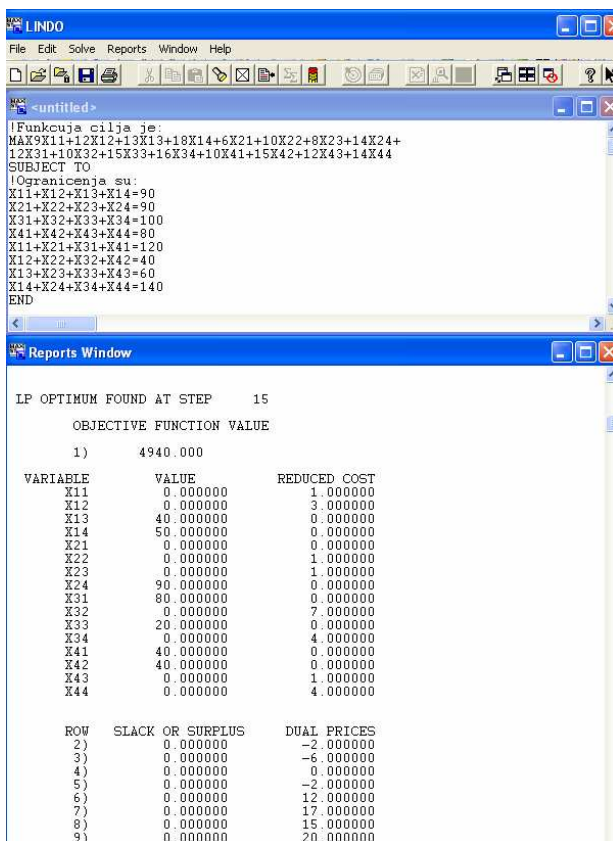 LINDO
File Edit Solve Reports Window Help
<untitled>
!Funkcuja cilja je:
MAX9X11+12X12+13X13+18X14+6X21+10X22+8X23+14X24+
12X31+10X32+15X33+16X34+10X41+15X42+12X43+14X44
SUBJECT TO
!Ogranicenja su:
X11+X12+X13+X14=90
X21+X22+X23+X24=90
X31+X32+X33+X34=100
X41+X42+X43+X44=80
X11+X21+X31+X41=120
X12+X22+X32+X42=40
X13+X23+X33+X43=60
X14+X24+X34+X44=140
END
Reports Window
LP OPTIMUM FOUND AT STEP 15
OBJECTIVE FUNCTION VALUE
1) 4940.000
VARIABLE VALUE REDUCED COST
X11 0.000000 1.000000
X12 0.000000 3.000000
X13 40.000000 0.000000
X14 50.000000 0.000000
X21 0.000000 0.000000
X22 0.000000 1.000000
X23 0.000000 1.000000
X24 90.000000 0.000000
X31 80.000000 0.000000
X32 0.000000 7.000000
X33 20.000000 0.000000
X34 0.000000 4.000000
X41 40.000000 0.000000
X42 40.000000 0.000000
X43 0.000000 1.000000
X44 0.000000 4.000000
ROW SLACK OR SURPLUS DUAL PRICES
2) 0.000000 -2.000000
3) 0.000000 -6.000000
4) 0.000000 0.000000
5) 0.000000 -2.000000
6) 0.000000 12.000000
7) 0.000000 17.000000
8) 0.000000 15.000000
9) 0.000000 20.000000